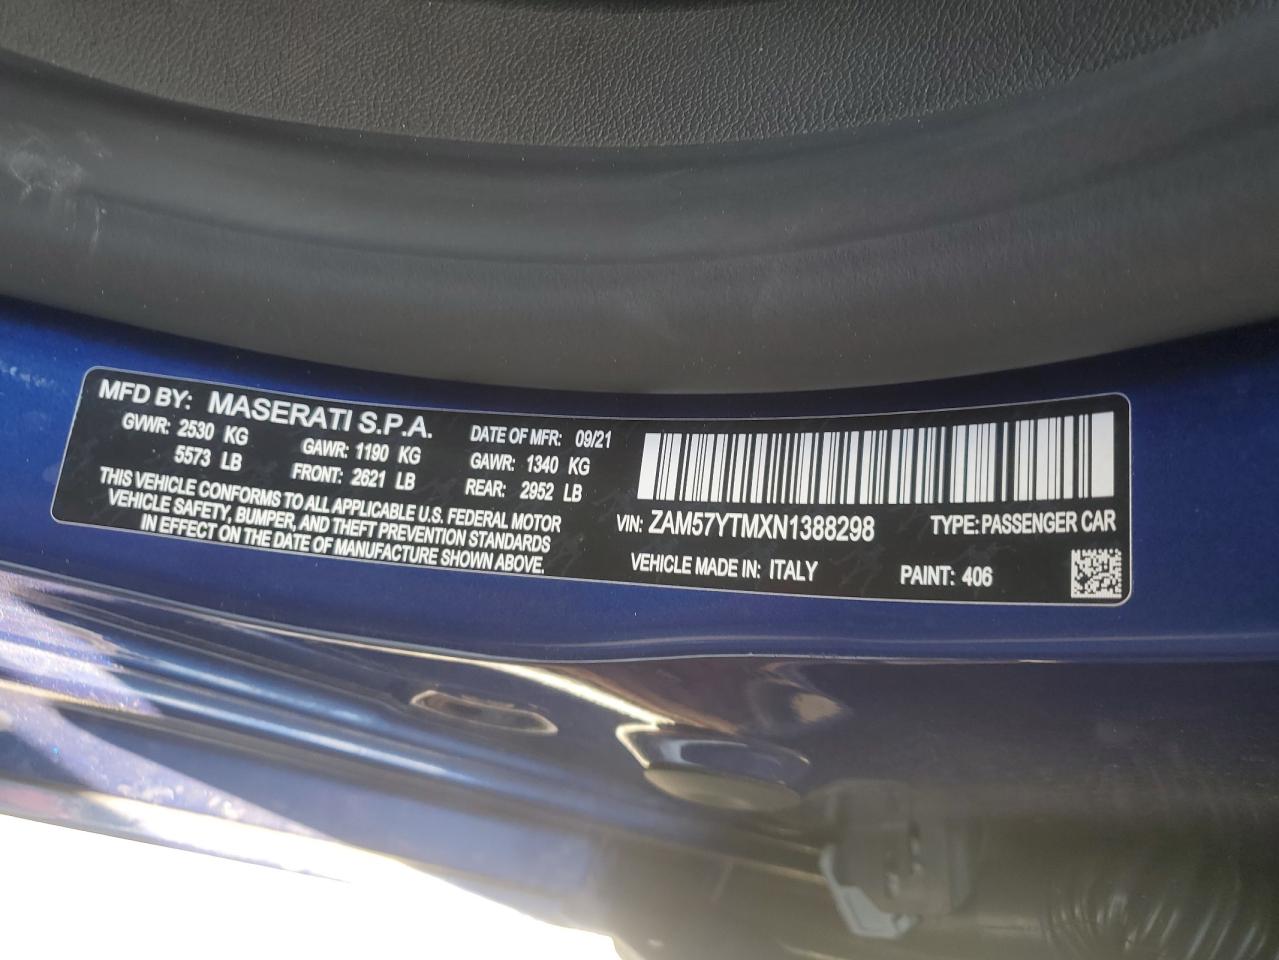 MFD BY: MASERATI S.P.A.
GVWR: 2530 KG GAWR: 1190 KG DATE OF MFR: 09/21
5573 LB FRONT: 2621 LB GAWR: 1340 KG
REAR: 2952 LB
THIS VEHICLE CONFORMS TO ALL APPLICABLE U.S. FEDERAL MOTOR
VEHICLE SAFETY, BUMPER, AND THEFT PREVENTION STANDARDS
IN EFFECT ON THE DATE OF MANUFACTURE SHOWN ABOVE.
VIN: ZAM57YTMXN1388298 TYPE: PASSENGER CAR
VEHICLE MADE IN: ITALY PAINT: 406